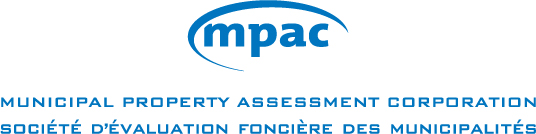 mpac
MUNICIPAL PROPERTY ASSESSMENT CORPORATION
SOCIÉTÉ D'ÉVALUATION FONCIÈRE DES MUNICIPALITÉS